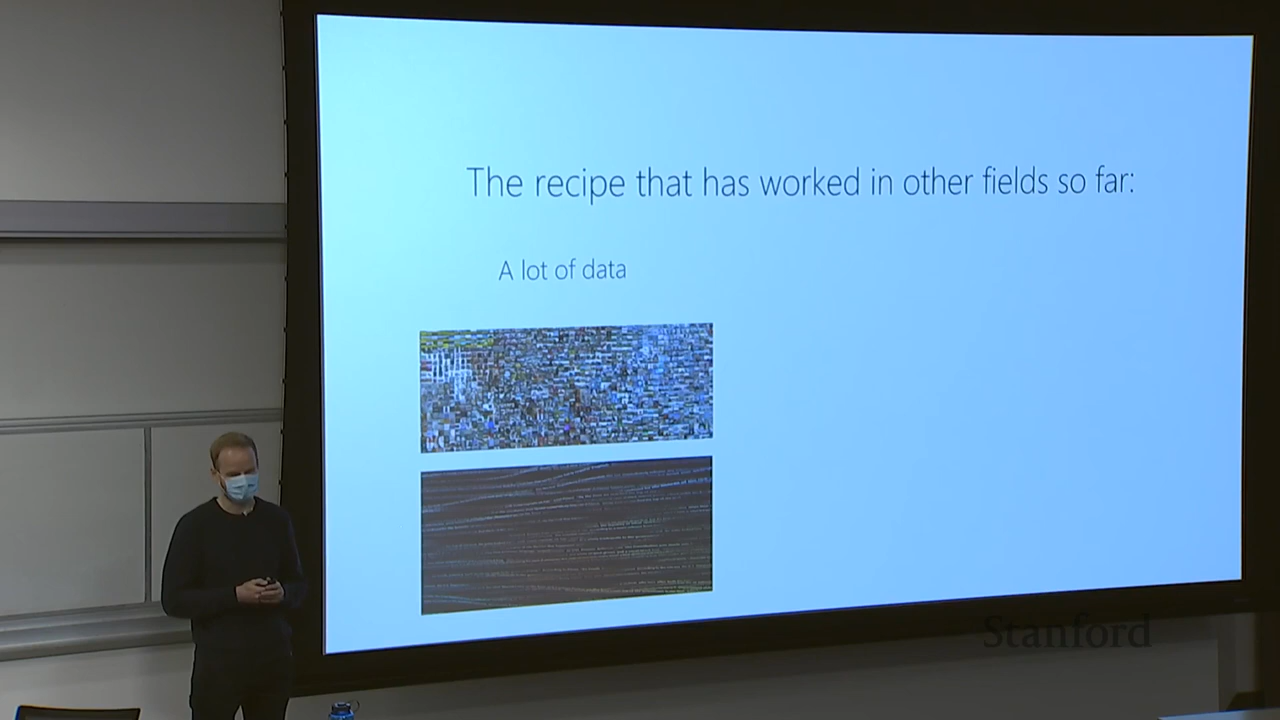 The recipe that has worked in other fields so far:
A lot of data
Stanford